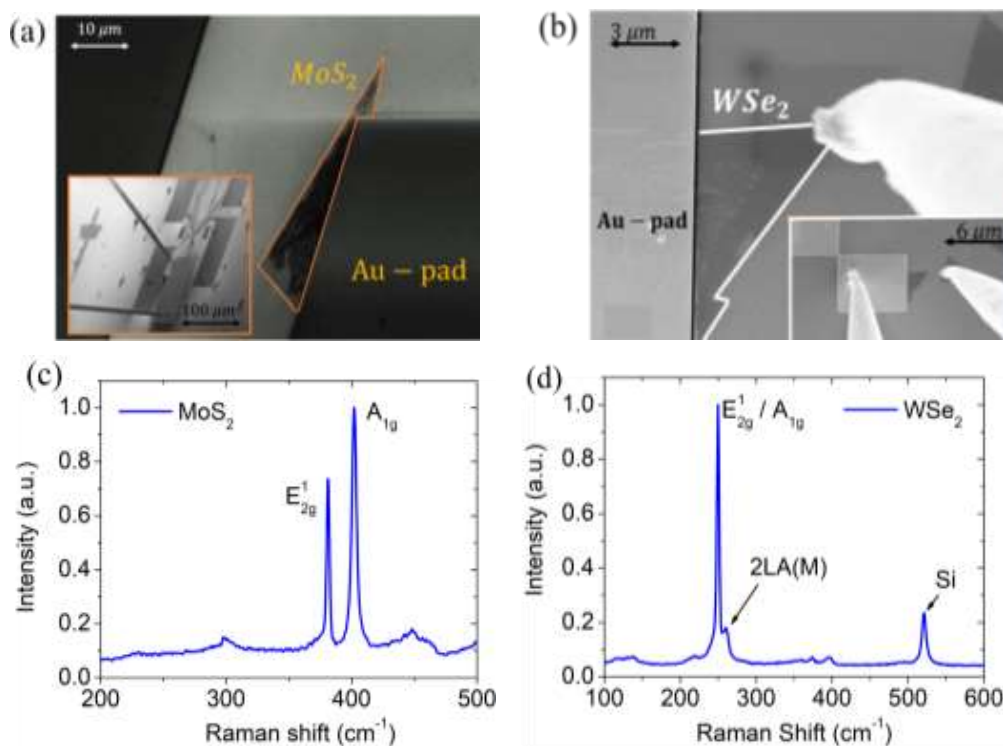 (a)
10 μm
MoS₂
Au − pad
100 μm
(b)
3 μm
WSe₂
Au − pad
6 μm
(c)
MoS₂
A₁g
E¹₂g
Intensity (a.u.)
1.0
0.8
0.6
0.4
0.2
0.0
200 300 400 500
Raman shift (cm⁻¹)
(d)
E¹₂g / A₁g
WSe₂
2LA(M)
Si
Intensity (a.u.)
1.0
0.8
0.6
0.4
0.2
0.0
100 200 300 400 500 600
Raman Shift (cm⁻¹)